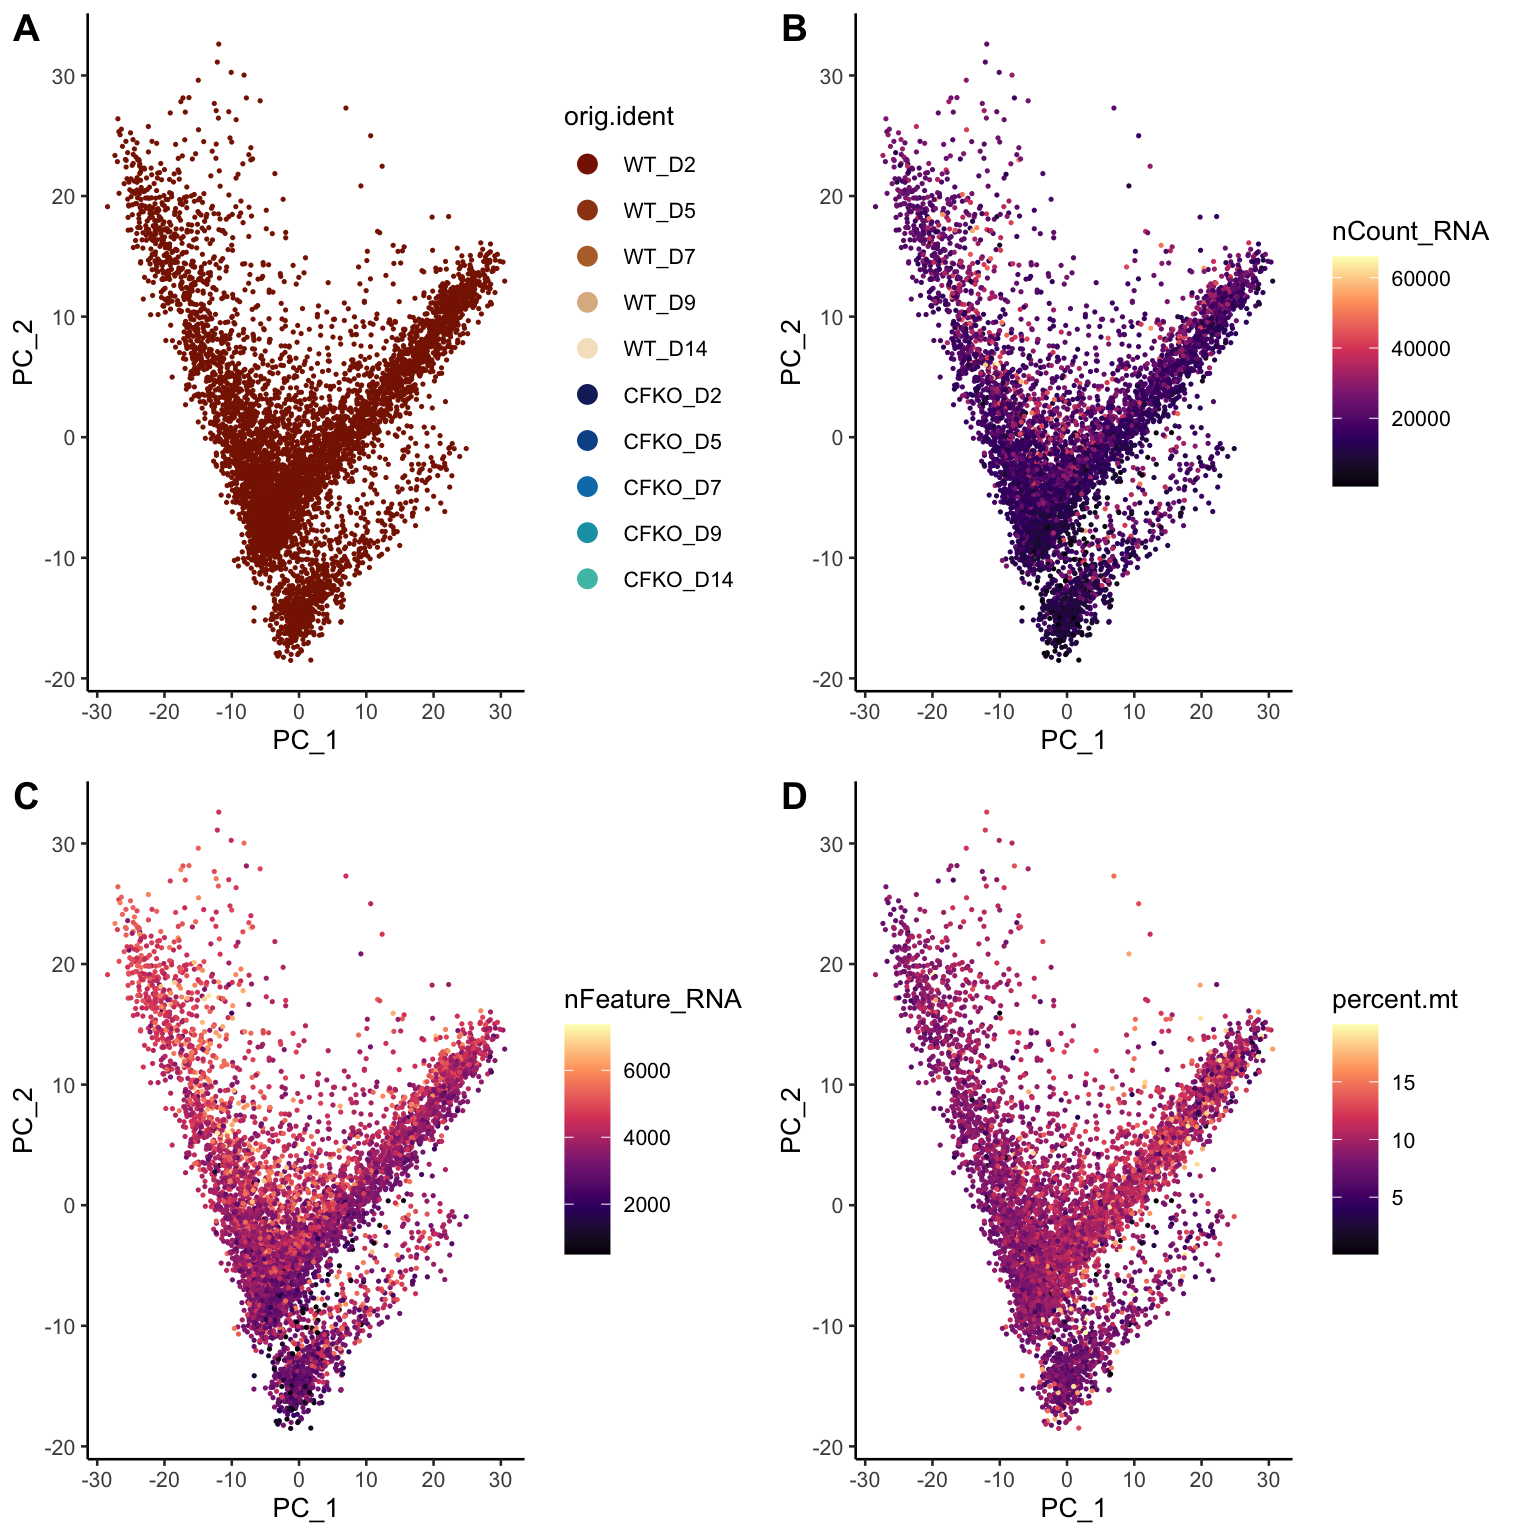 A
30
20
10
0
-10
-20
PC_2
-30 -20 -10 0 10 20 30
PC_1
orig.ident
WT_D2
WT_D5
WT_D7
WT_D9
WT_D14
CFKO_D2
CFKO_D5
CFKO_D7
CFKO_D9
CFKO_D14
B
30
20
10
0
-10
-20
PC_2
-30 -20 -10 0 10 20 30
PC_1
nCount_RNA
60000
40000
20000
C
30
20
10
0
-10
-20
PC_2
-30 -20 -10 0 10 20 30
PC_1
nFeature_RNA
6000
4000
2000
D
30
20
10
0
-10
-20
PC_2
-30 -20 -10 0 10 20 30
PC_1
percent.mt
15
10
5